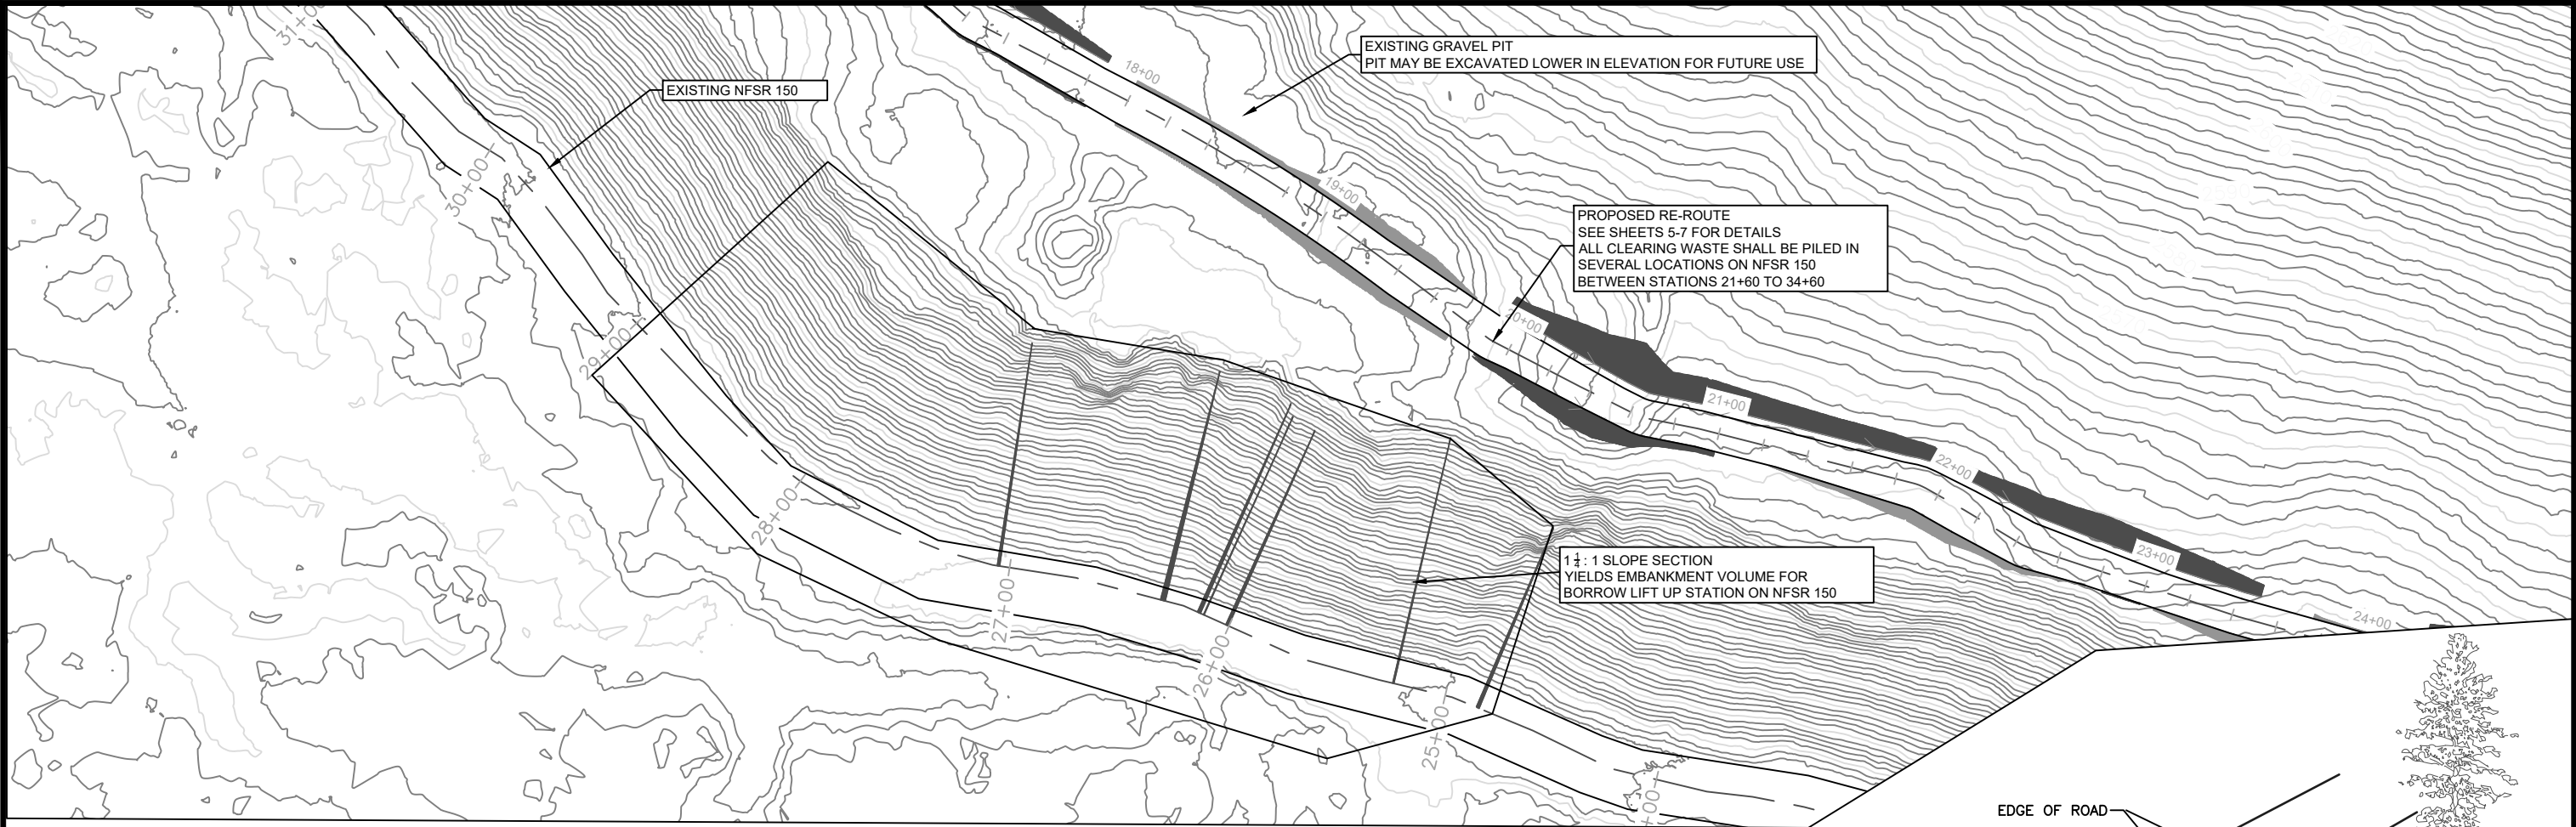 31+00
EXISTING NFSR 150
18+00
EXISTING GRAVEL PIT
PIT MAY BE EXCAVATED LOWER IN ELEVATION FOR FUTURE USE
30+00
19+00
PROPOSED RE-ROUTE
SEE SHEETS 5-7 FOR DETAILS
ALL CLEARING WASTE SHALL BE PILED IN
SEVERAL LOCATIONS ON NFSR 150
BETWEEN STATIONS 21+60 TO 34+60
29+00
20+00
21+00
22+00
28+00
23+00
1 1/4 : 1 SLOPE SECTION
YIELDS EMBANKMENT VOLUME FOR
BORROW LIFT UP STATION ON NFSR 150
27+00
24+00
26+00
25+00
+00
EDGE OF ROAD